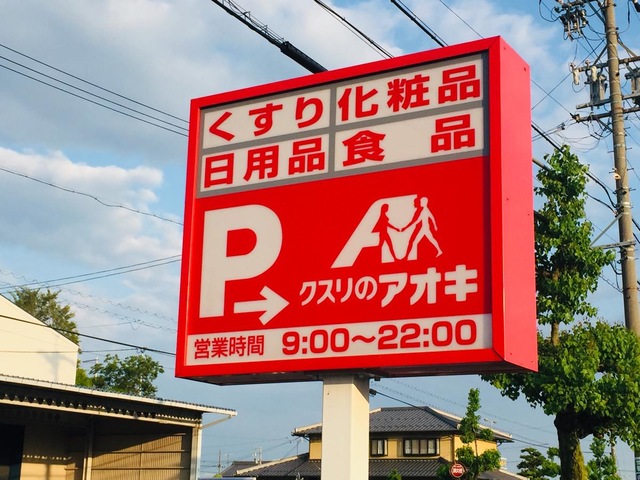 くすり 化粧品
日用品 食品
P
クスリのアオキ
営業時間 9:00〜22:00